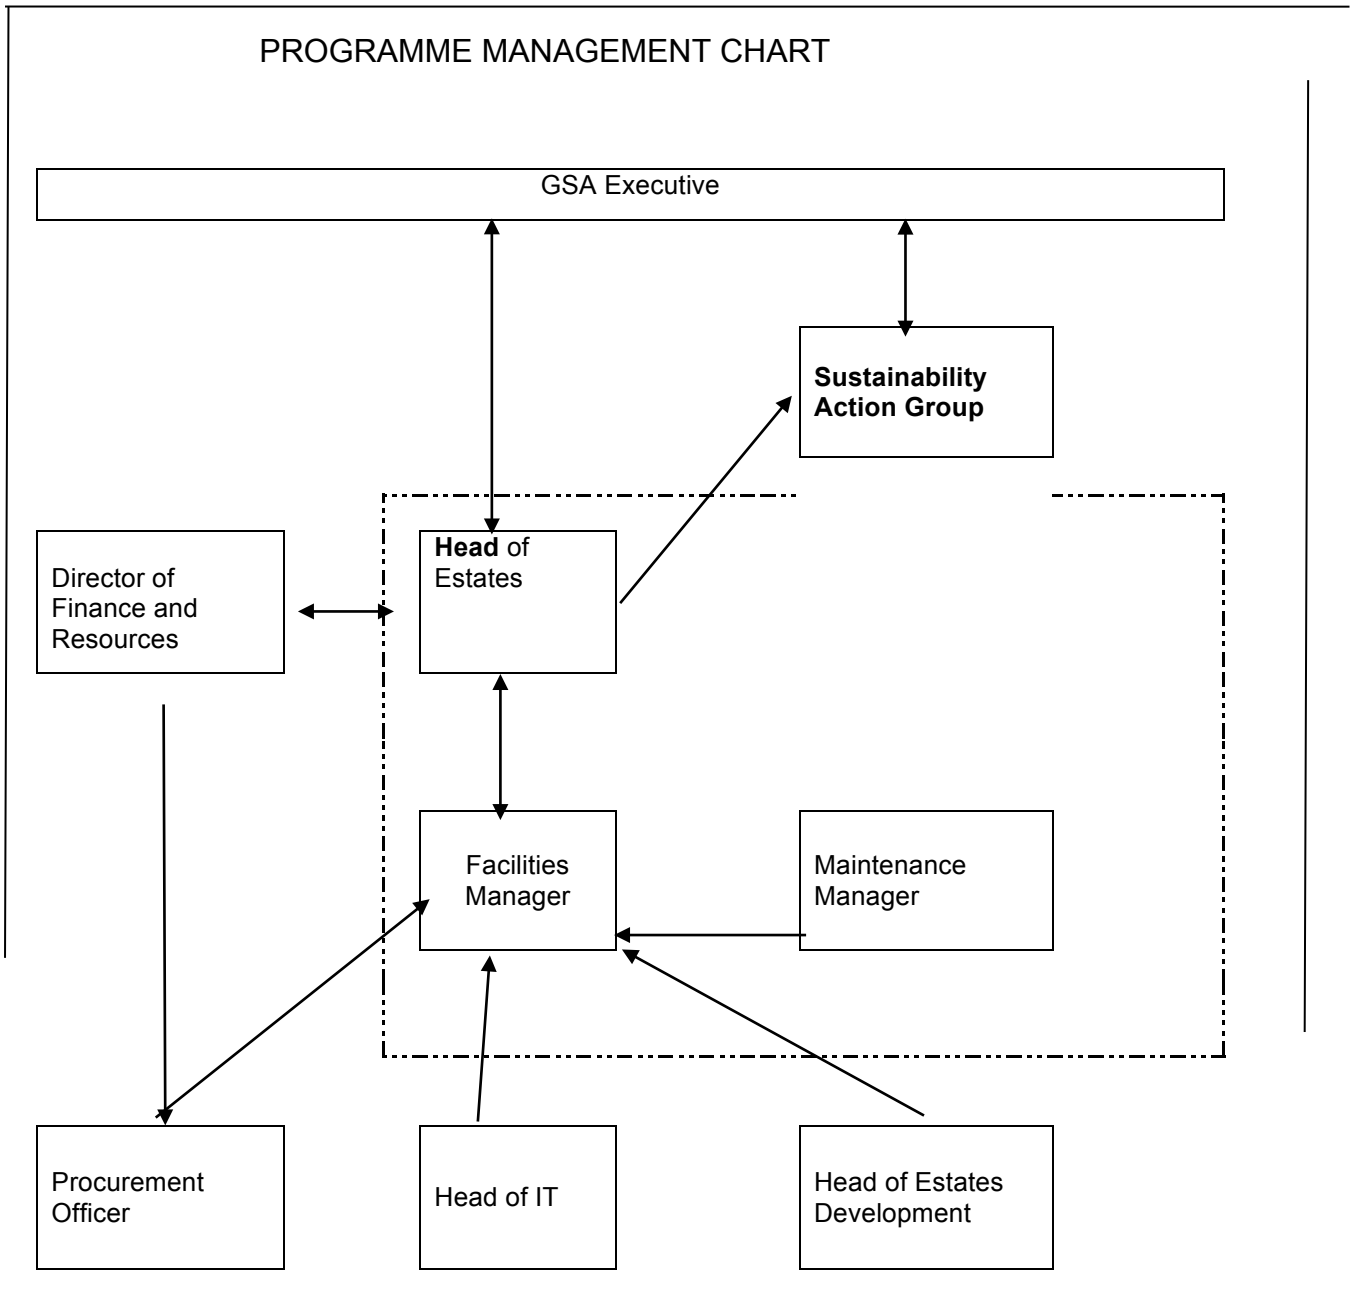 PROGRAMME MANAGEMENT CHART
GSA Executive
Sustainability
Action Group
Head of
Estates
Director of
Finance and
Resources
Facilities
Manager
Maintenance
Manager
Procurement
Officer
Head of IT
Head of Estates
Development